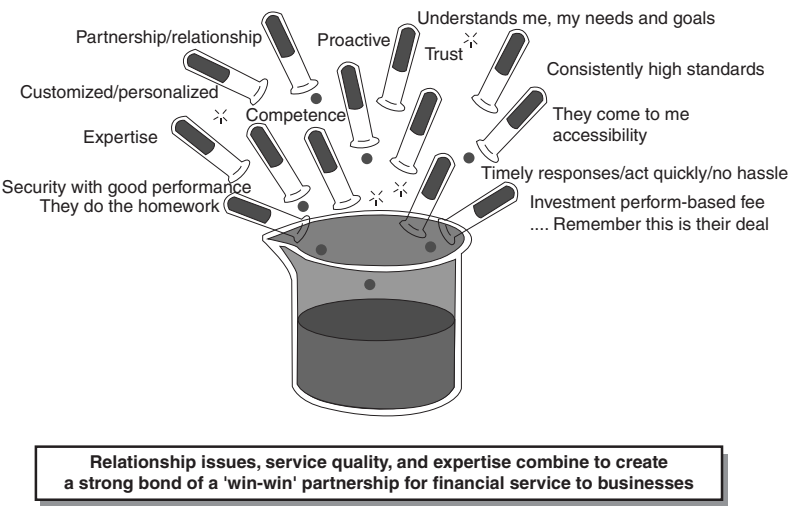 Understands me, my needs and goals
Partnership/relationship
Proactive
Trust
Consistently high standards
Customized/personalized
Competence
They come to me
accessibility
Expertise
Timely responses/act quickly/no hassle
Security with good performance
They do the homework
Investment perform-based fee
.... Remember this is their deal
Relationship issues, service quality, and expertise combine to create
a strong bond of a 'win-win' partnership for financial service to businesses